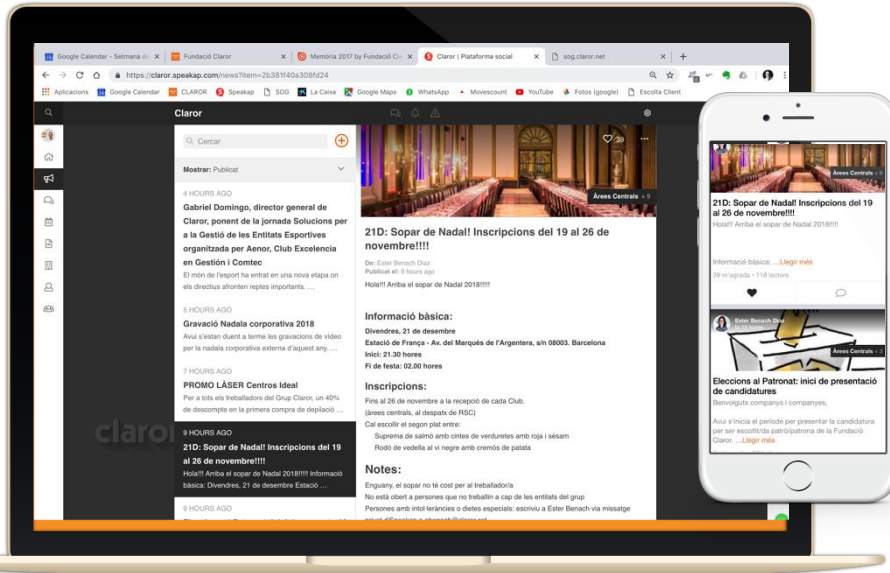 Google Calendar - Setmana de
Fundació Claror
Memòria 2017 by Fundació Cla
Claror | Plataforma social
sog.claror.net
https://claror.speakap.com/news?item=2b381f40a308fd24
Aplicacions
Google Calendar
CLAROR
Speakap
SOG
La Caixa
Google Maps
WhatsApp
Movescount
YouTube
Fotos (google)
Escolta Client
Claror
Cercar
Mostrar: Publicat
4 HOURS AGO
Gabriel Domingo, director general de
Claror, ponent de la jornada Solucions per
a la Gestió de les Entitats Esportives
organitzada per Aenor, Club Excelencia
en Gestión i Comtec
El món de l'esport ha entrat en una nova etapa on
els directius afronten reptes importants. ...
5 HOURS AGO
Gravació Nadala corporativa 2018
Avui s'estan duent a terme les gravacions de vídeo
per la nadala corporativa externa d'aquest any. ...
7 HOURS AGO
PROMO LÀSER Centros Ideal
Per a tots els treballadors del Grup Claror, un 40%
de descompte en la primera compra de depilació ...
9 HOURS AGO
21D: Sopar de Nadal! Inscripcions del 19
al 26 de novembre!!!!
Hola!!! Arriba el sopar de Nadal 2018!!!!! Informació
bàsica: Divendres, 21 de desembre Estació ...
9 HOURS AGO
claror
39
Àrees Centrals + 9
21D: Sopar de Nadal! Inscripcions del 19 al 26 de
novembre!!!!
De: Ester Benach Diaz
Publicat el: 9 hours ago
Hola!!! Arriba el sopar de Nadal 2018!!!!!
Informació bàsica:
Divendres, 21 de desembre
Estació de França - Av. del Marquès de l'Argentera, s/n 08003. Barcelona
Inici: 21.30 hores
Fi de festa: 02.00 hores
Inscripcions:
Fins al 26 de novembre a la recepció de cada Club.
(àrees centrals, al despatx de RSC)
Cal escollir el segon plat entre:
Suprema de salmó amb cintes de verduretes amb roja i sèsam
Rodó de vedella al vi negre amb cremós de patata
Notes:
Enguany, el sopar no té cost per al treballador/a
No està obert a persones que no treballin a cap de les entitats del grup
Persones amb intol·leràncies o dietes especials: escriviu a Ester Benach via missatge
Àrees Centrals + 9
21D: Sopar de Nadal! Inscripcions del 19
al 26 de novembre!!!!
Hola!!! Arriba el sopar de Nadal 2018!!!!!
Informació bàsica: ...Llegir més
39 m'agrada • 118 lectors
Ester Benach Diaz
Àrees Centrals + 3
Eleccions al Patronat: inici de presentació
de candidatures
Benvolguts companys i companyes,
Avui s'inicia el període per presentar la candidatura
per ser escollit/da patró/patrona de la Fundació
Claror. ...Llegir més